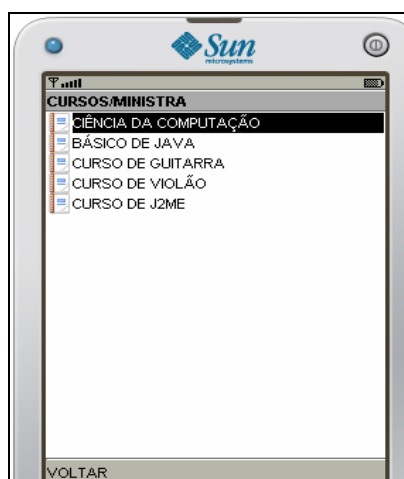 Sun
microsystems
CURSOS/MINISTRA
CIÊNCIA DA COMPUTAÇÃO
BÁSICO DE JAVA
CURSO DE GUITARRA
CURSO DE VIOLÃO
CURSO DE J2ME
VOLTAR